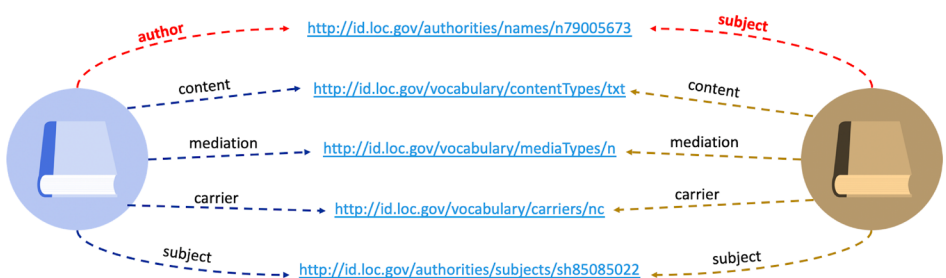 author http://id.loc.gov/authorities/names/n79005673 subject
content http://id.loc.gov/vocabulary/contentTypes/txt content
mediation http://id.loc.gov/vocabulary/mediaTypes/n mediation
carrier http://id.loc.gov/vocabulary/carriers/nc carrier
subject http://id.loc.gov/authorities/subjects/sh85085022 subject